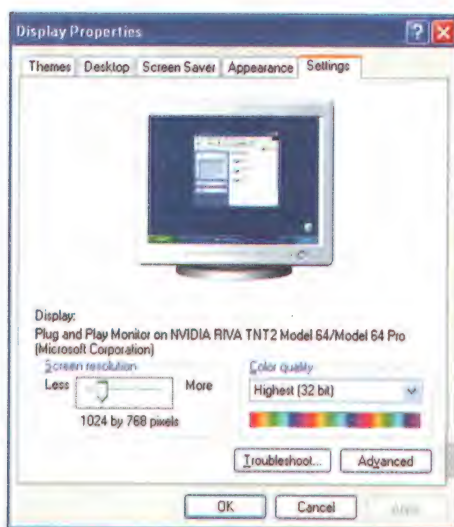 Display Properties
Themes Desktop Screen Saver Appearance Settings
Display:
Plug and Play Monitor on NVIDIA RIVA TNT2 Model 64/Model 64 Pro
(Microsoft Corporation)
Screen resolution
Color quality
Less More
Highest (32 bit)
1024 by 768 pixels
Troubleshoot... Advanced
OK Cancel Apply